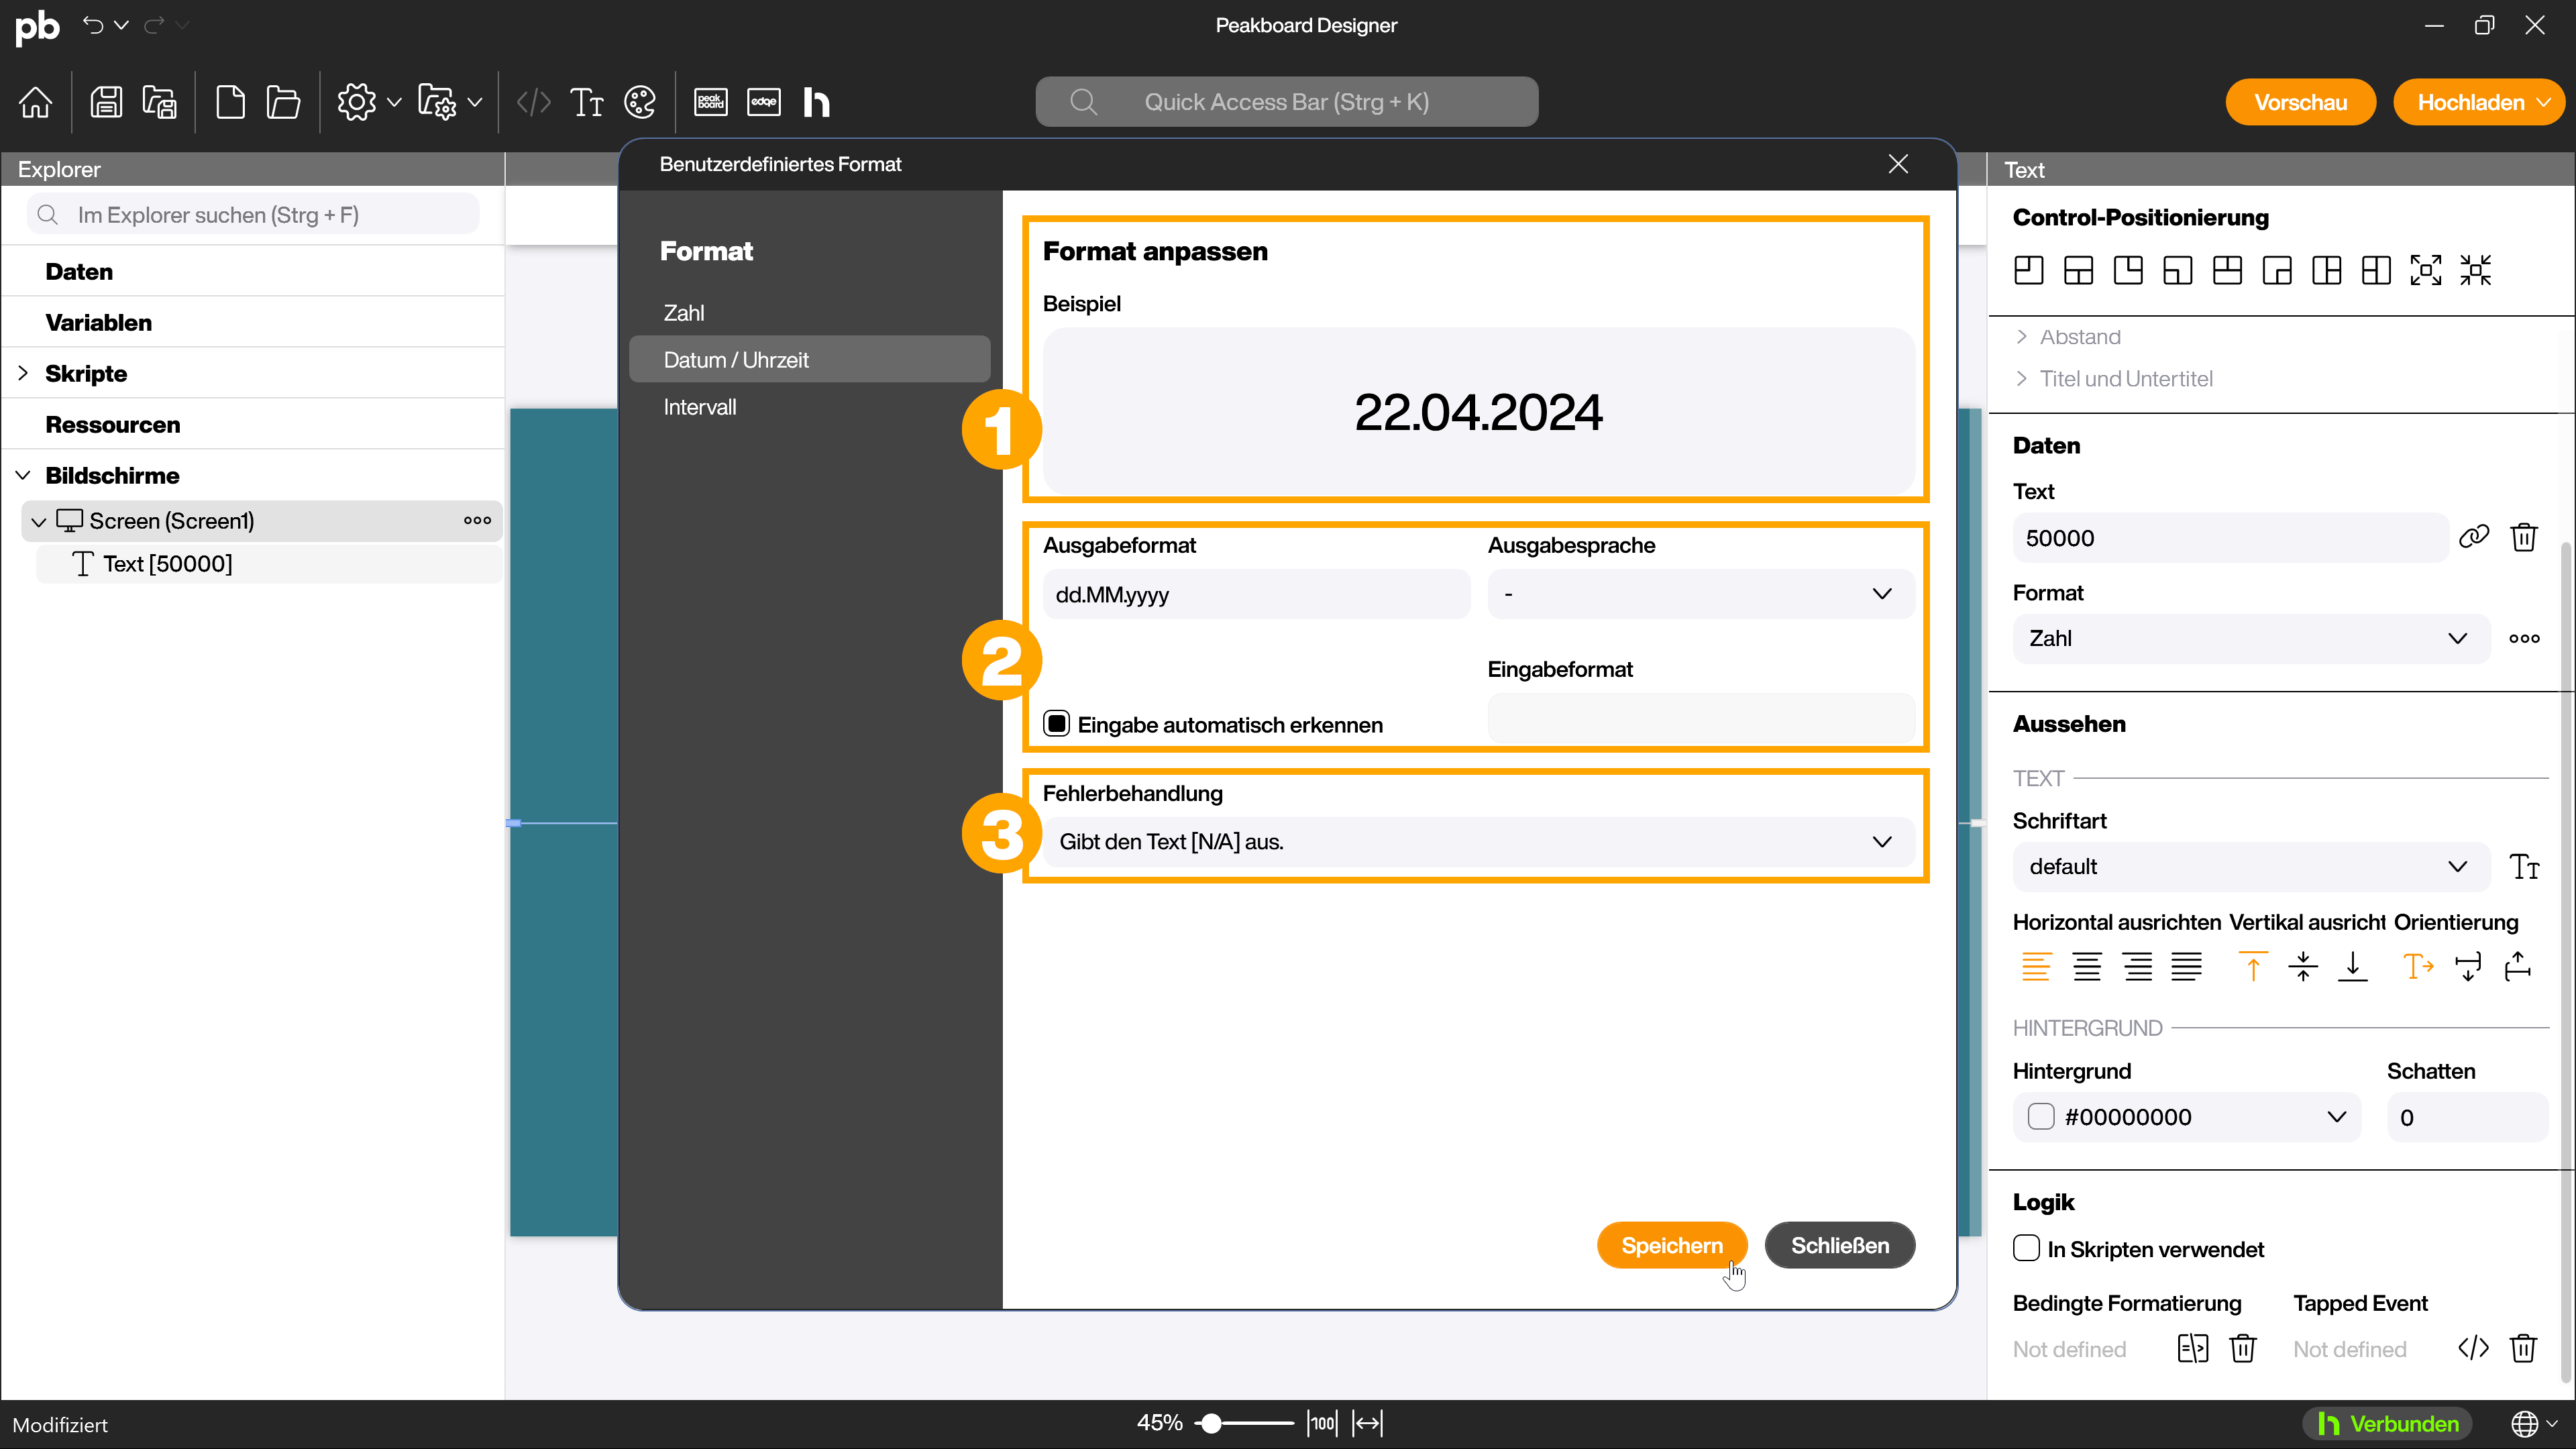 pb
Peakboard Designer
peak board
edge
h
Quick Access Bar (Strg + K)
Vorschau
Hochladen
Explorer
Im Explorer suchen (Strg + F)
Daten
Variablen
Skripte
Ressourcen
Bildschirme
Screen (Screen1)
Text [50000]
Benutzerdefiniertes Format
Format
Zahl
Datum / Uhrzeit
Intervall
1
Format anpassen
Beispiel
22.04.2024
2
Ausgabeformat
Ausgabesprache
dd.MM.yyyy
-
Eingabeformat
Eingabe automatisch erkennen
3
Fehlerbehandlung
Gibt den Text [N/A] aus.
Speichern
Schließen
Text
Control-Positionierung
Abstand
Titel und Untertitel
Daten
Text
50000
Format
Zahl
Aussehen
TEXT
Schriftart
default
Horizontal ausrichten Vertikal ausricht Orientierung
HINTERGRUND
Hintergrund
Schatten
#00000000
0
Logik
In Skripten verwendet
Bedingte Formatierung
Tapped Event
Not defined
Not defined
Modifiziert
45%
100
h Verbunden